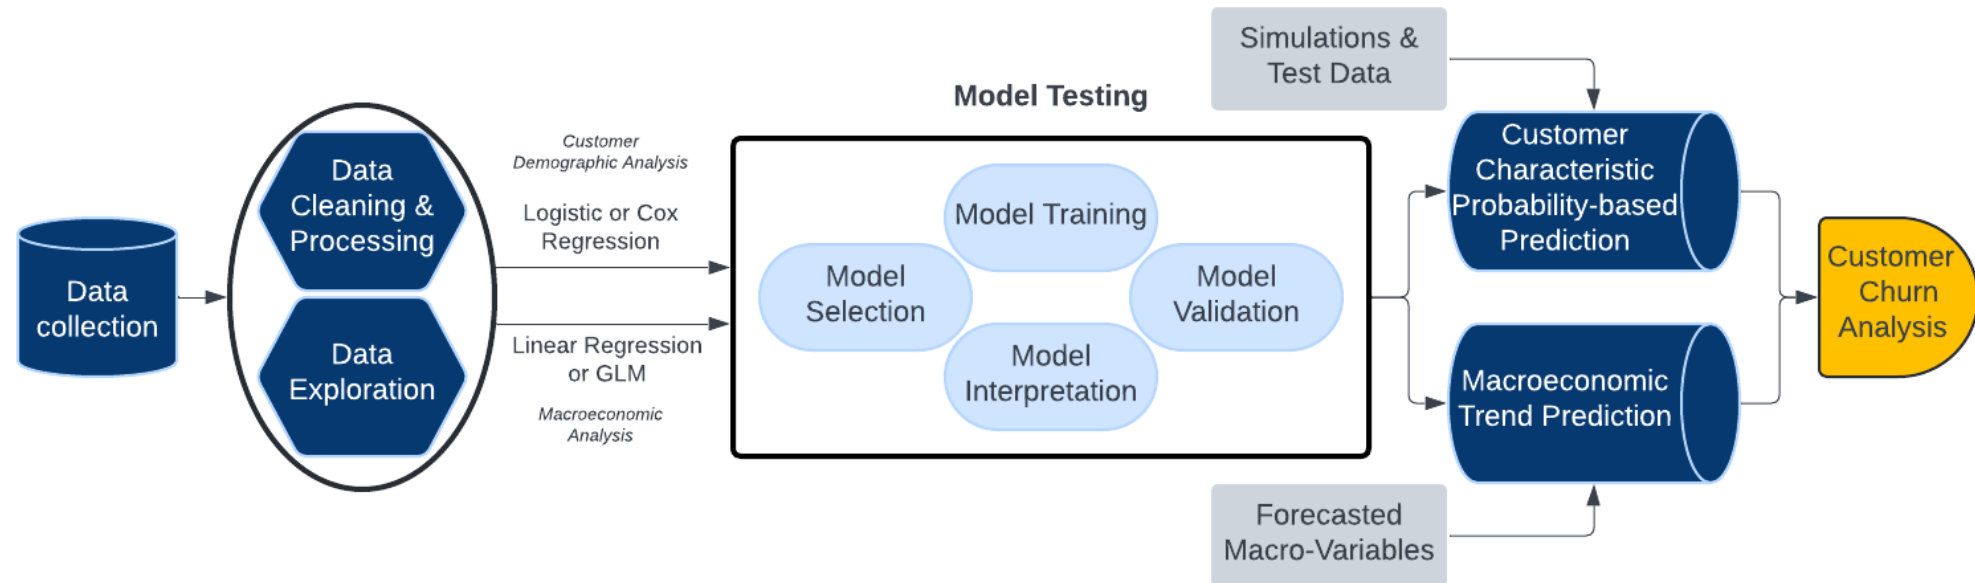 Data
collection
Data
Cleaning &
Processing
Data
Exploration
Customer
Demographic Analysis
Logistic or Cox
Regression
Linear Regression
or GLM
Macroeconomic
Analysis
Model Testing
Model Training
Model
Selection
Model
Validation
Model
Interpretation
Simulations &
Test Data
Customer
Characteristic
Probability-based
Prediction
Macroeconomic
Trend Prediction
Forecasted
Macro-Variables
Customer
Churn
Analysis